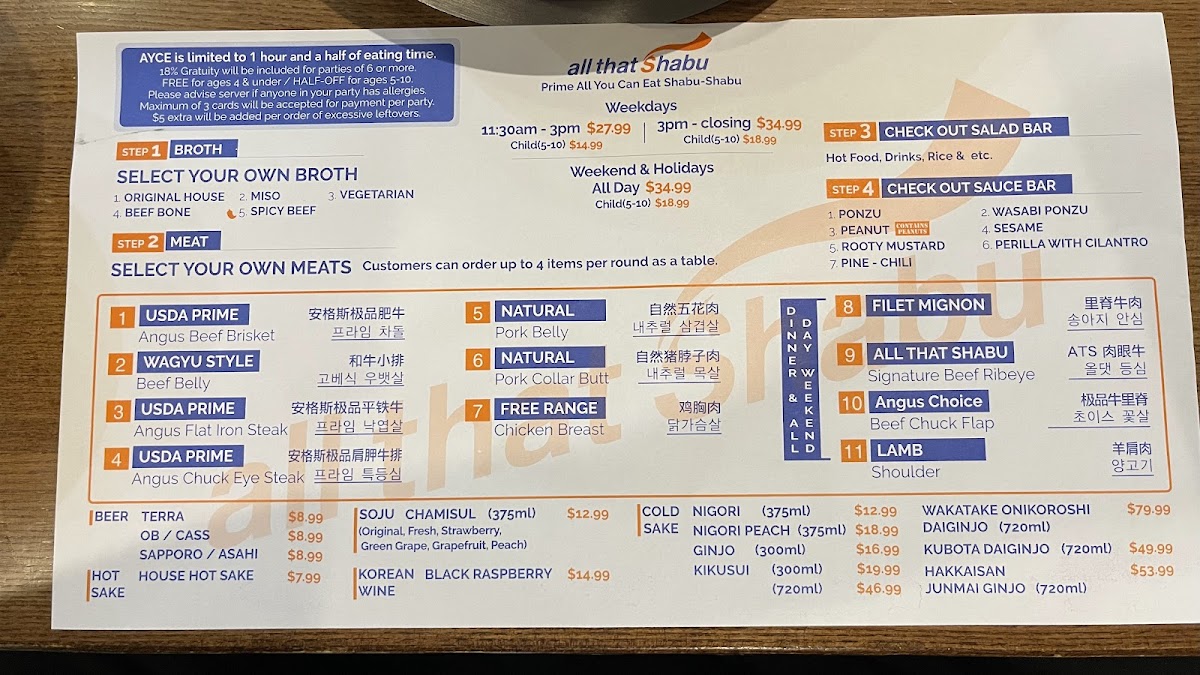 AYCE is limited to 1 hour and a half of eating time.
18% Gratuity will be included for parties of 6 or more.
FREE for ages 4 & under / HALF-OFF for ages 5-10.
Please advise server if anyone in your party has allergies.
Maximum of 3 cards will be accepted for payment per party.
$5 extra will be added per order of excessive leftovers.
all that Shabu
Prime All You Can Eat Shabu-Shabu
Weekdays
11:30am - 3pm $27.99 | 3pm - closing $34.99
Child(5-10) $14.99 Child(5-10) $18.99
Weekend & Holidays
All Day $34.99
Child(5-10) $18.99
STEP 1 BROTH
SELECT YOUR OWN BROTH
1. ORIGINAL HOUSE 2. MISO 3. VEGETARIAN
4. BEEF BONE 5. SPICY BEEF
STEP 2 MEAT
SELECT YOUR OWN MEATS Customers can order up to 4 items per round as a table.
STEP 3 CHECK OUT SALAD BAR
Hot Food, Drinks, Rice & etc.
STEP 4 CHECK OUT SAUCE BAR
1. PONZU 2. WASABI PONZU
3. PEANUT CONTAINS PEANUTS 4. SESAME
5. ROOTY MUSTARD 6. PERILLA WITH CILANTRO
7. PINE - CHILI
1 USDA PRIME 安格斯极品肥牛
Angus Beef Brisket 프라임 차돌
2 WAGYU STYLE 和牛小排
Beef Belly 고베식 우뱃살
3 USDA PRIME 安格斯极品平铁牛
Angus Flat Iron Steak 프라임 낙엽살
4 USDA PRIME 安格斯极品肩胛牛排
Angus Chuck Eye Steak 프라임 특등심
5 NATURAL 自然五花肉
Pork Belly 내추럴 삼겹살
6 NATURAL 自然猪脖子肉
Pork Collar Butt 내추럴 목살
7 FREE RANGE 鸡胸肉
Chicken Breast 닭가슴살
DINNER & ALL
DAY WEEKEND
8 FILET MIGNON 里脊牛肉
송아지 안심
9 ALL THAT SHABU ATS 肉眼牛
Signature Beef Ribeye 올댓 등심
10 Angus Choice 极品牛里脊
Beef Chuck Flap 초이스 꽃살
11 LAMB 羊肩肉
Shoulder 양고기
all that Shabu
BEER TERRA $8.99
OB / CASS $8.99
SAPPORO / ASAHI $8.99
HOT SAKE HOUSE HOT SAKE $7.99
SOJU CHAMISUL (375ml) $12.99
(Original, Fresh, Strawberry,
Green Grape, Grapefruit, Peach)
KOREAN WINE BLACK RASPBERRY $14.99
COLD SAKE NIGORI (375ml) $12.99
NIGORI PEACH (375ml) $18.99
GINJO (300ml) $16.99
KIKUSUI (300ml) $19.99
(720ml) $46.99
WAKATAKE ONIKOROSHI $79.99
DAIGINJO (720ml)
KUBOTA DAIGINJO (720ml) $49.99
HAKKAISAN $53.99
JUNMAI GINJO (720ml)